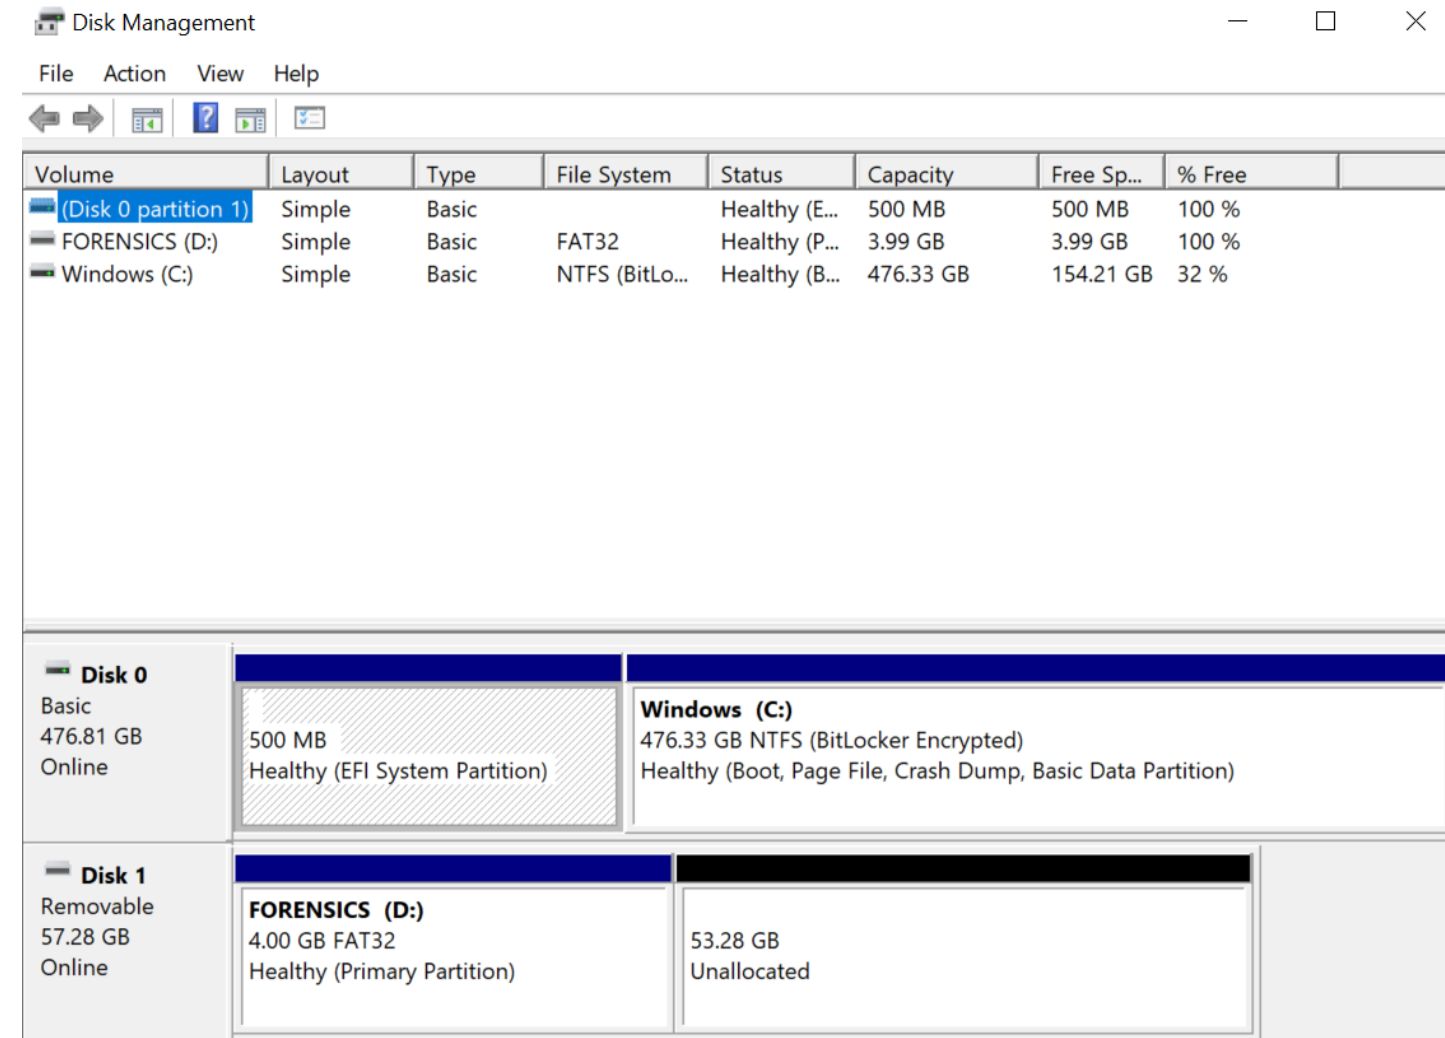 Disk Management
File Action View Help
Volume Layout Type File System Status Capacity Free Sp... % Free
(Disk 0 partition 1) Simple Basic Healthy (E... 500 MB 500 MB 100 %
FORENSICS (D:) Simple Basic FAT32 Healthy (P... 3.99 GB 3.99 GB 100 %
Windows (C:) Simple Basic NTFS (BitLo... Healthy (B... 476.33 GB 154.21 GB 32 %
Disk 0
Basic
476.81 GB
Online
500 MB
Healthy (EFI System Partition)
Windows (C:)
476.33 GB NTFS (BitLocker Encrypted)
Healthy (Boot, Page File, Crash Dump, Basic Data Partition)
Disk 1
Removable
57.28 GB
Online
FORENSICS (D:)
4.00 GB FAT32
Healthy (Primary Partition)
53.28 GB
Unallocated